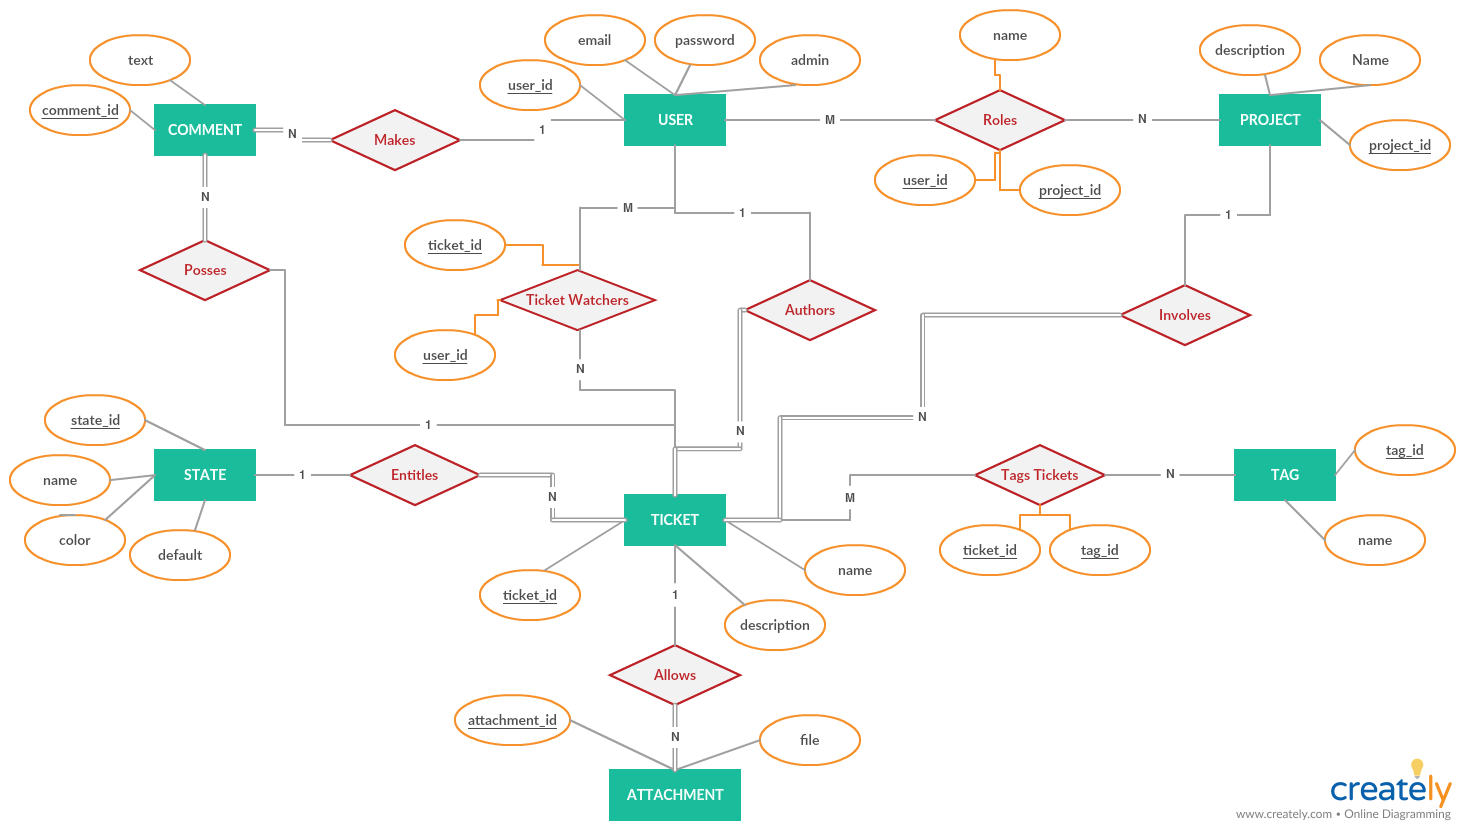 name
email
password
description
Name
text
admin
user_id
comment_id
COMMENT
N
Makes
1
USER
M
Roles
N
PROJECT
project_id
user_id
project_id
N
M
1
1
ticket_id
Posses
Ticket Watchers
Authors
Involves
user_id
N
state_id
1
N
N
tag_id
STATE
1
Entitles
Tags Tickets
N
TAG
name
N
M
TICKET
color
default
ticket_id
tag_id
name
name
ticket_id
1
description
Allows
attachment_id
N
file
ATTACHMENT
creately
www.creately.com • Online Diagramming